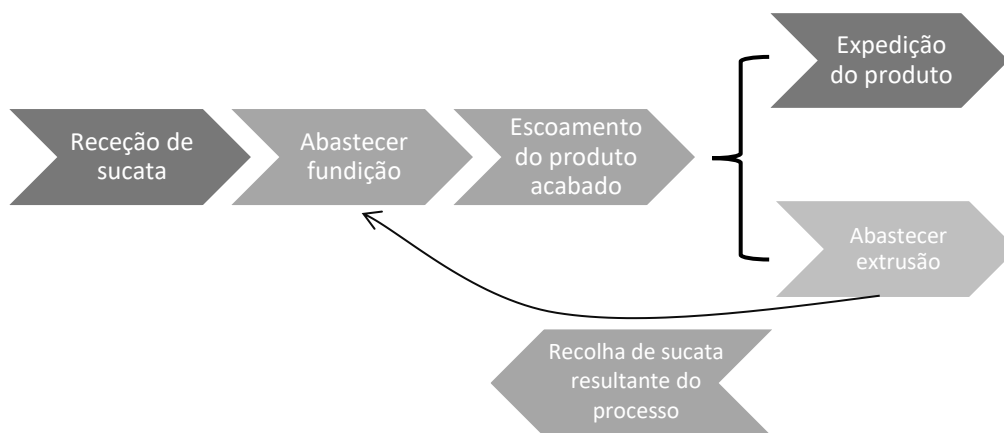 Receção de
sucata
Abastecer
fundição
Escoamento
do produto
acabado
Expedição
do produto
Abastecer
extrusão
Recolha de sucata
resultante do
processo